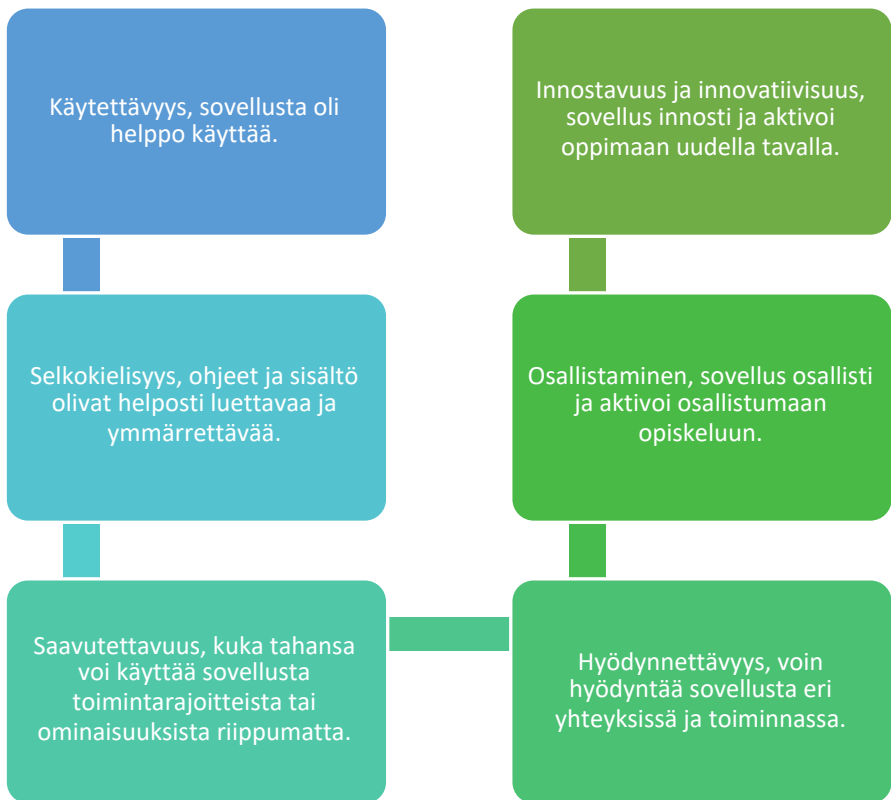 Käytettävyys, sovellusta oli
helppo käyttää.
Selkokielisyys, ohjeet ja sisältö
olivat helposti luettavaa ja
ymmärrettävää.
Saavutettavuus, kuka tahansa
voi käyttää sovellusta
toimintarajoitteista tai
ominaisuuksista riippumatta.
Hyödynnettävyys, voin
hyödyntää sovellusta eri
yhteyksissä ja toiminnassa.
Osallistaminen, sovellus osallisti
ja aktivoi osallistumaan
opiskeluun.
Innostavuus ja innovatiivisuus,
sovellus innosti ja aktivoi
oppimaan uudella tavalla.